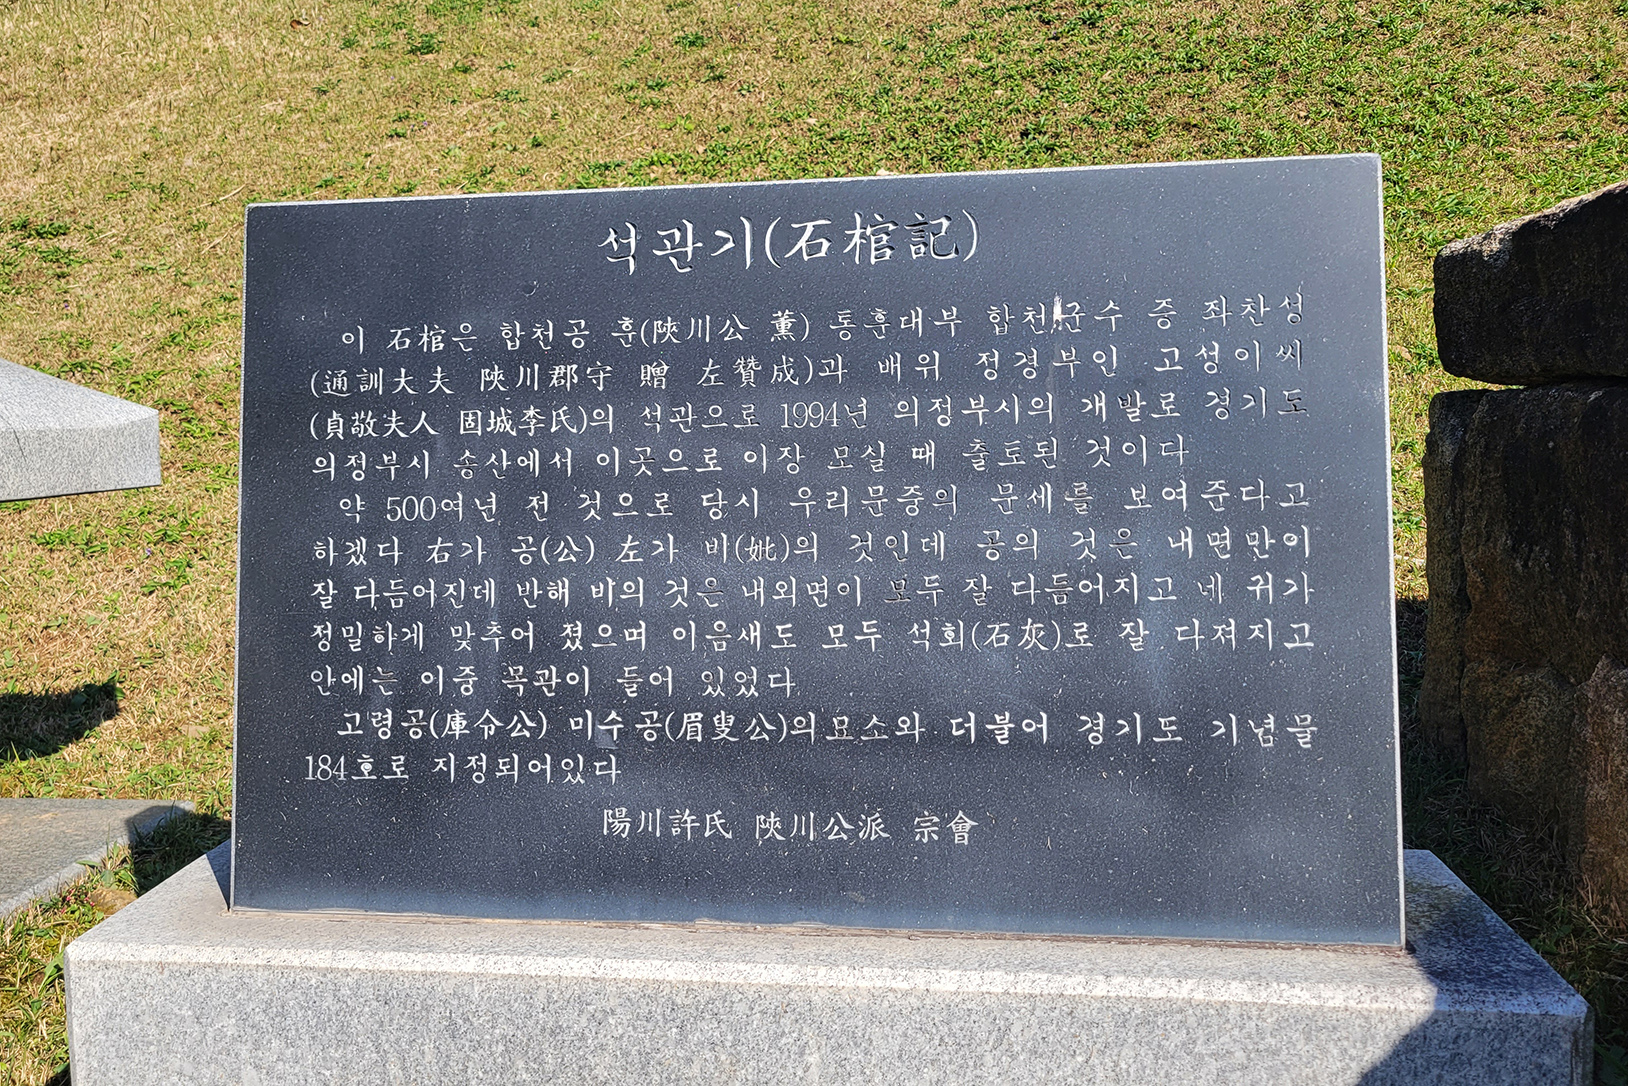 석관기(石棺記)
이 石棺은 합천공 훈(陜川公 薰) 통훈대부 합천군수 증 좌찬성
(通訓大夫 陜川郡守 贈 左贊成)과 배위 정경부인 고성이씨
(貞敬夫人 固城李氏)의 석관으로 1994년 의정부시의 개발로 경기도
의정부시 송산에서 이곳으로 이장 모실 때 출토된 것이다
약 500여년 전 것으로 당시 우리문중의 문세를 보여준다고
하겠다 右가 공(公) 左가 비(妣)의 것인데 공의 것은 내면만이
잘 다듬어진데 반해 비의 것은 내외면이 모두 잘 다듬어지고 네 귀가
정밀하게 맞추어 졌으며 이음새도 모두 석회(石灰)로 잘 다져지고
안에는 이중 목관이 들어 있었다
고령공(庫令公) 미수공(眉叟公)의묘소와 더불어 경기도 기념물
184호로 지정되어있다
陽川許氏 陜川公派 宗會